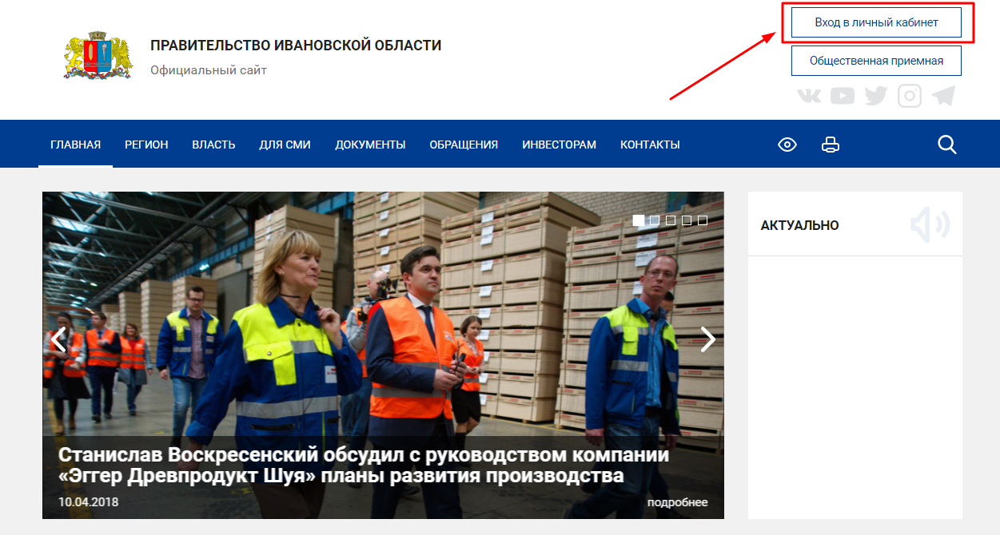 Вход в личный кабинет
ПРАВИТЕЛЬСТВО ИВАНОВСКОЙ ОБЛАСТИ
Официальный сайт
Общественная приемная
ГЛАВНАЯ РЕГИОН ВЛАСТЬ ДЛЯ СМИ ДОКУМЕНТЫ ОБРАЩЕНИЯ ИНВЕСТОРАМ КОНТАКТЫ
АКТУАЛЬНО
Станислав Воскресенский обсудил с руководством компании
«Эггер Древпродукт Шуя» планы развития производства
10.04.2018 подробнее